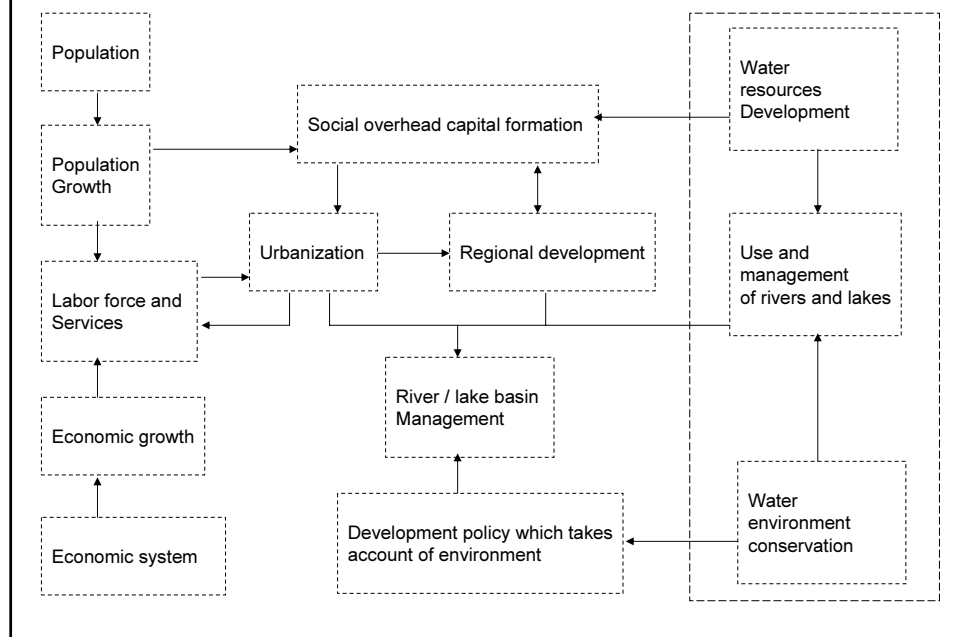 Population
Water
resources
Development
Social overhead capital formation
Population
Growth
Urbanization
Regional development
Use and
management
of rivers and lakes
Labor force and
Services
River / lake basin
Management
Economic growth
Water
environment
conservation
Development policy which takes
account of environment
Economic system